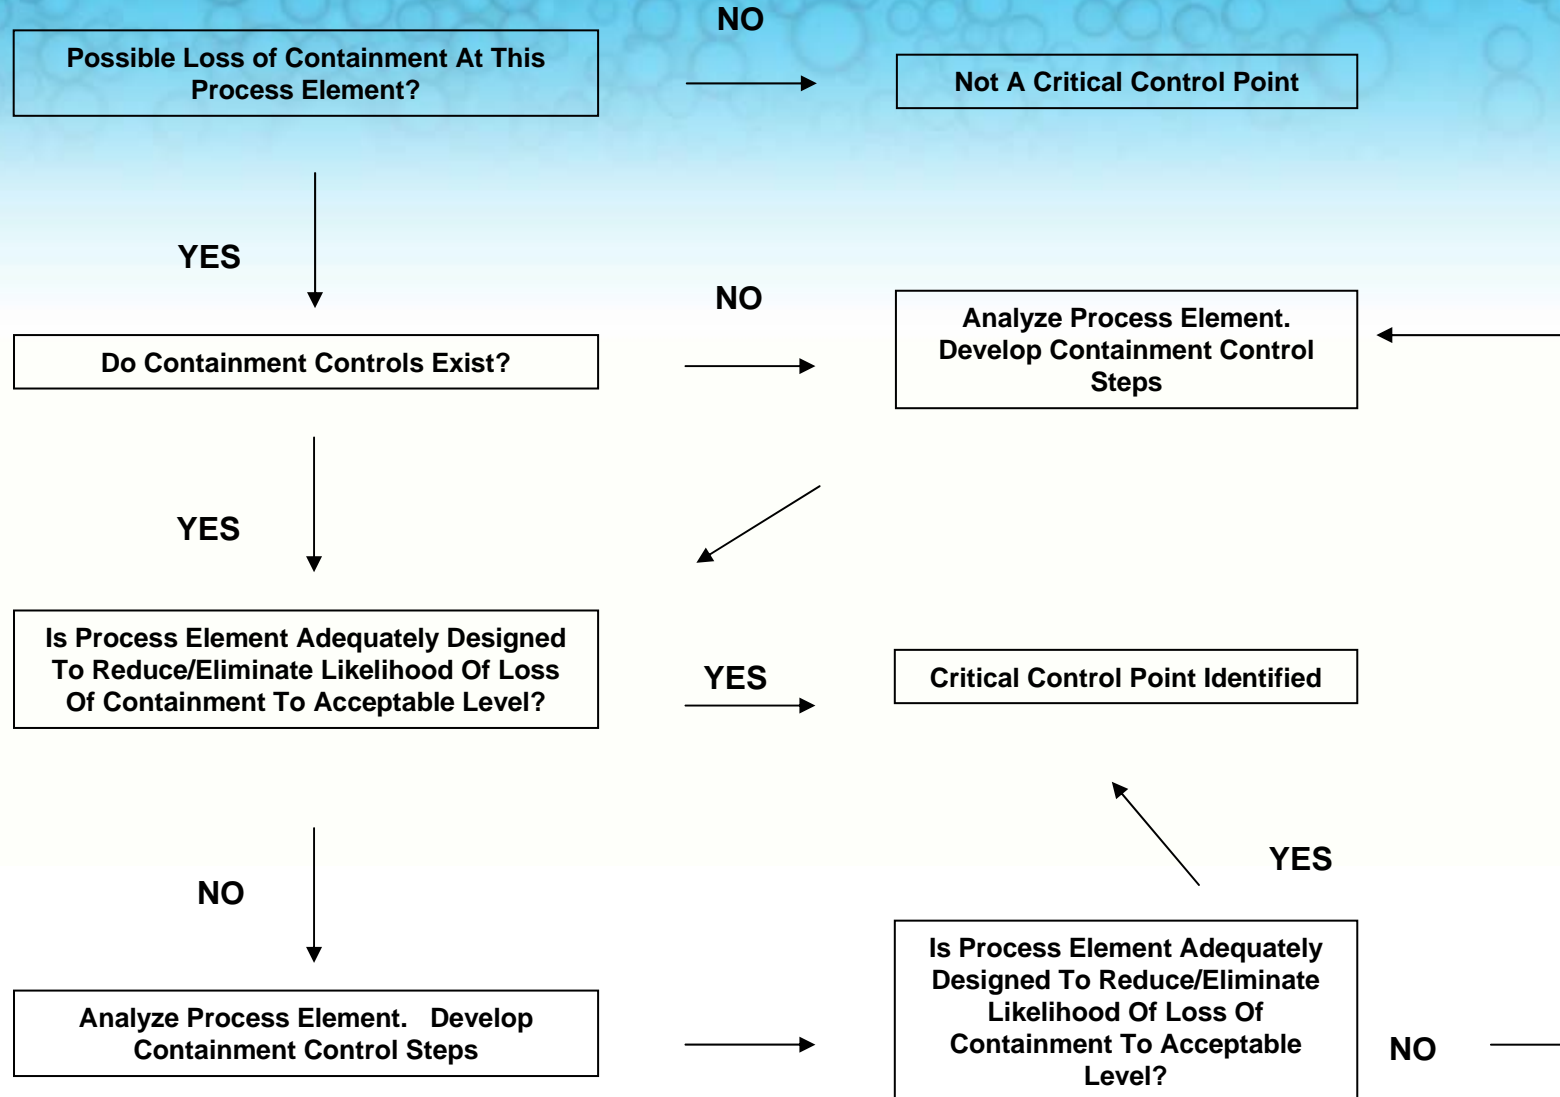 NO
Possible Loss of Containment At This
Process Element?
Not A Critical Control Point
YES
NO
Do Containment Controls Exist?
Analyze Process Element.
Develop Containment Control
Steps
YES
Is Process Element Adequately Designed
To Reduce/Eliminate Likelihood Of Loss
Of Containment To Acceptable Level?
YES
Critical Control Point Identified
NO
YES
Analyze Process Element. Develop
Containment Control Steps
Is Process Element Adequately
Designed To Reduce/Eliminate
Likelihood Of Loss Of
Containment To Acceptable
Level?
NO